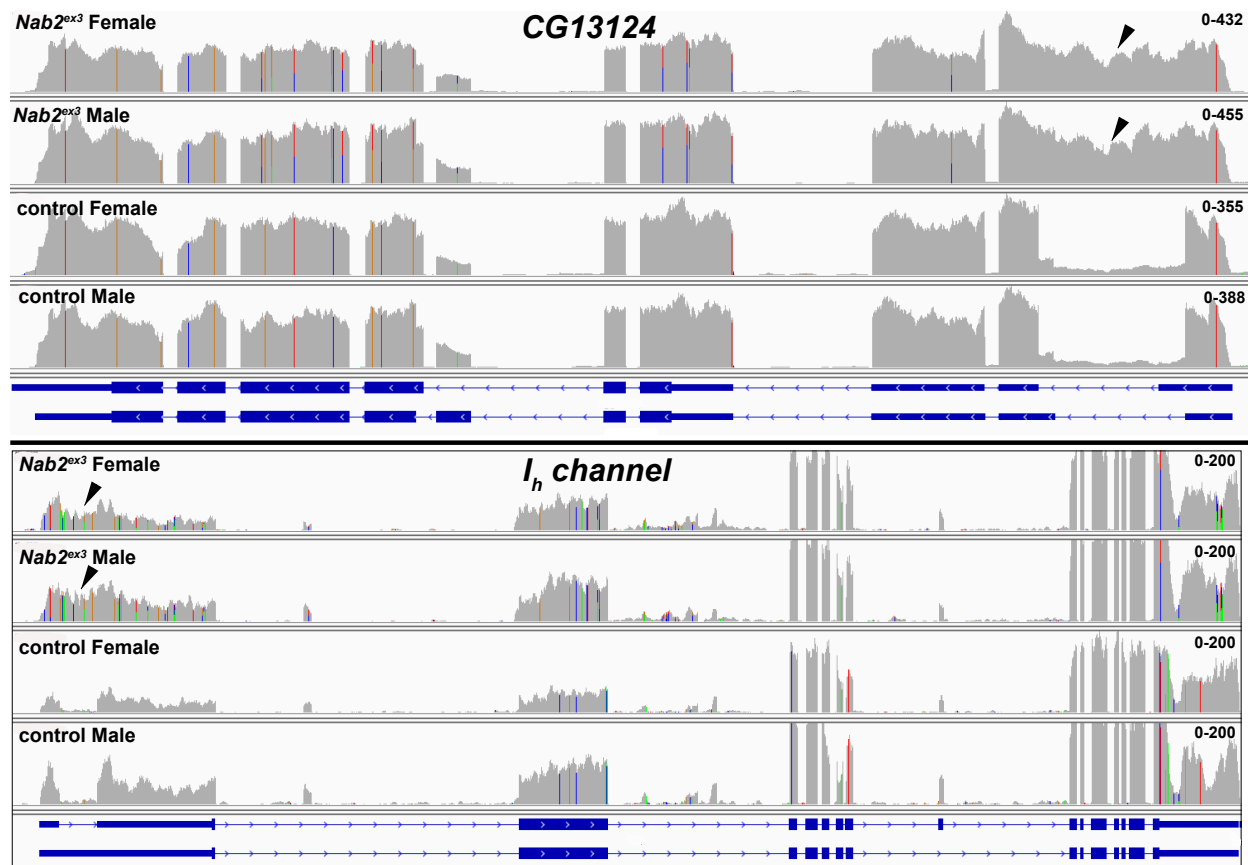 Nab2ex3 Female
CG13124
0-432
Nab2ex3 Male
0-455
control Female
0-355
control Male
0-388
Nab2ex3 Female
Ih channel
0-200
Nab2ex3 Male
0-200
control Female
0-200
control Male
0-200